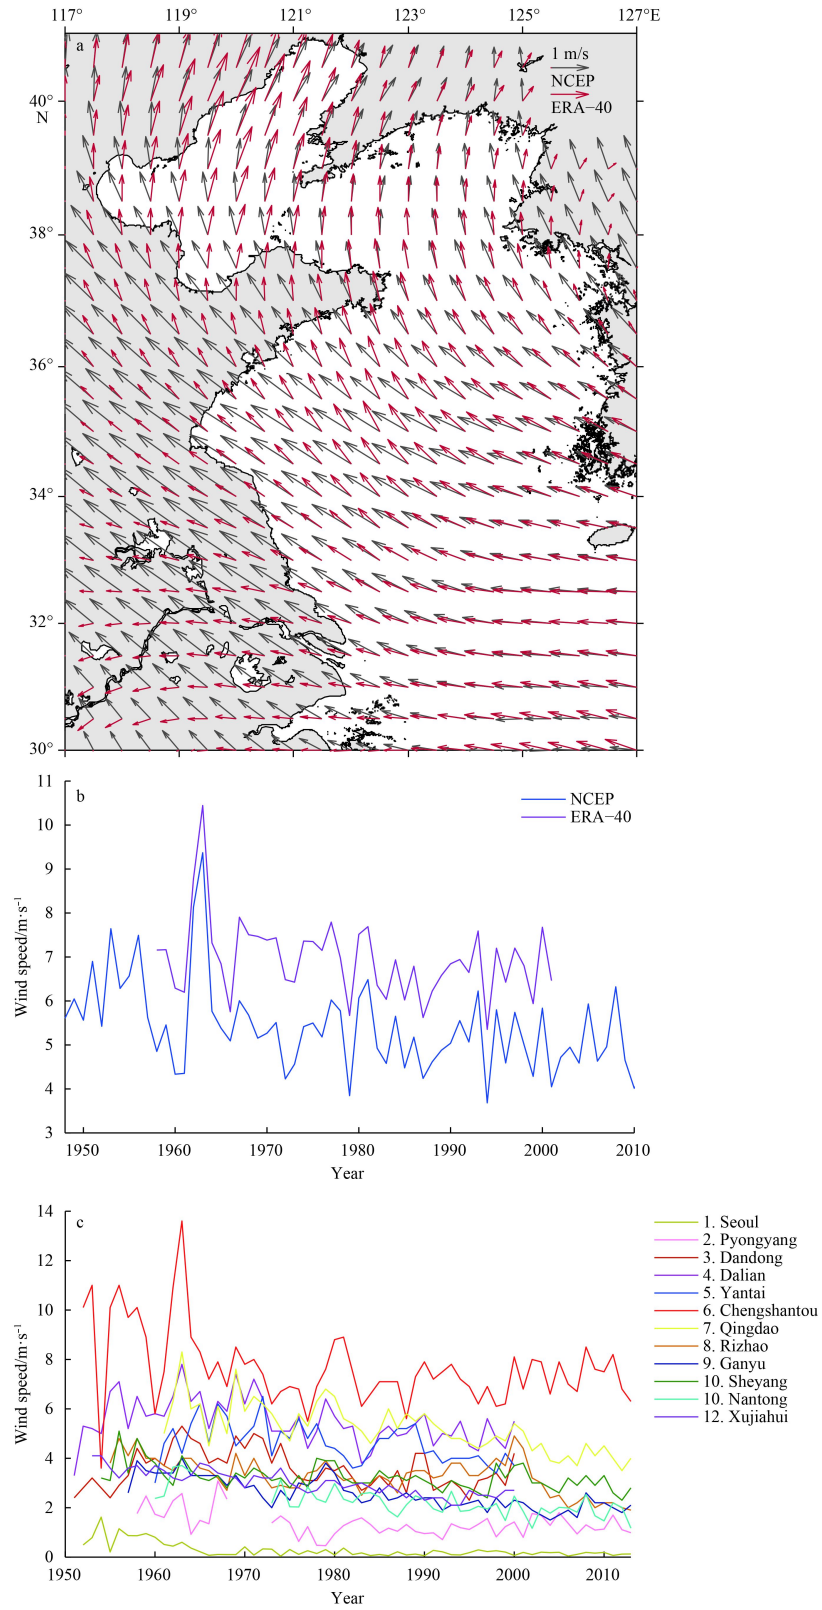 117° 119° 121° 123° 125° 127°E
a
1 m/s
NCEP
ERA−40
40°
N
38°
36°
34°
32°
30°
b
NCEP
ERA−40
11
10
9
8
7
6
5
4
3
Wind speed/m·s⁻¹
1950 1960 1970 1980 1990 2000 2010
Year
c
14
12
10
8
6
4
2
0
Wind speed/m·s⁻¹
1950 1960 1970 1980 1990 2000 2010
Year
1. Seoul
2. Pyongyang
3. Dandong
4. Dalian
5. Yantai
6. Chengshantou
7. Qingdao
8. Rizhao
9. Ganyu
10. Sheyang
10. Nantong
12. Xujiahui